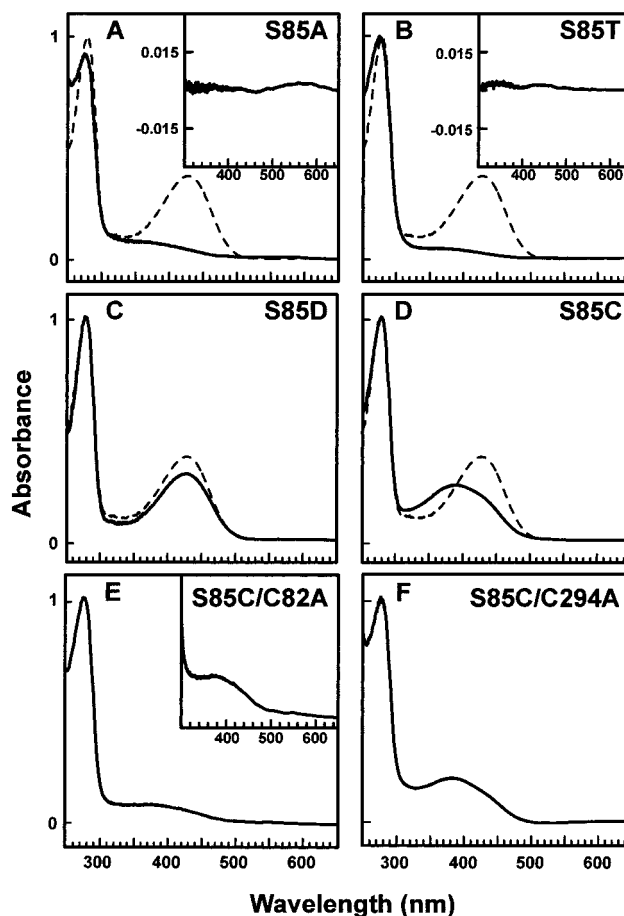 A S85A
1
0
0.015
-0.015
400 500 600
B S85T
0.015
-0.015
400 500 600
C S85D
1
0
D S85C
E S85C/C82A
1
0
400 500 600
F S85C/C294A
300 400 500 600
300 400 500 600
Absorbance
Wavelength (nm)